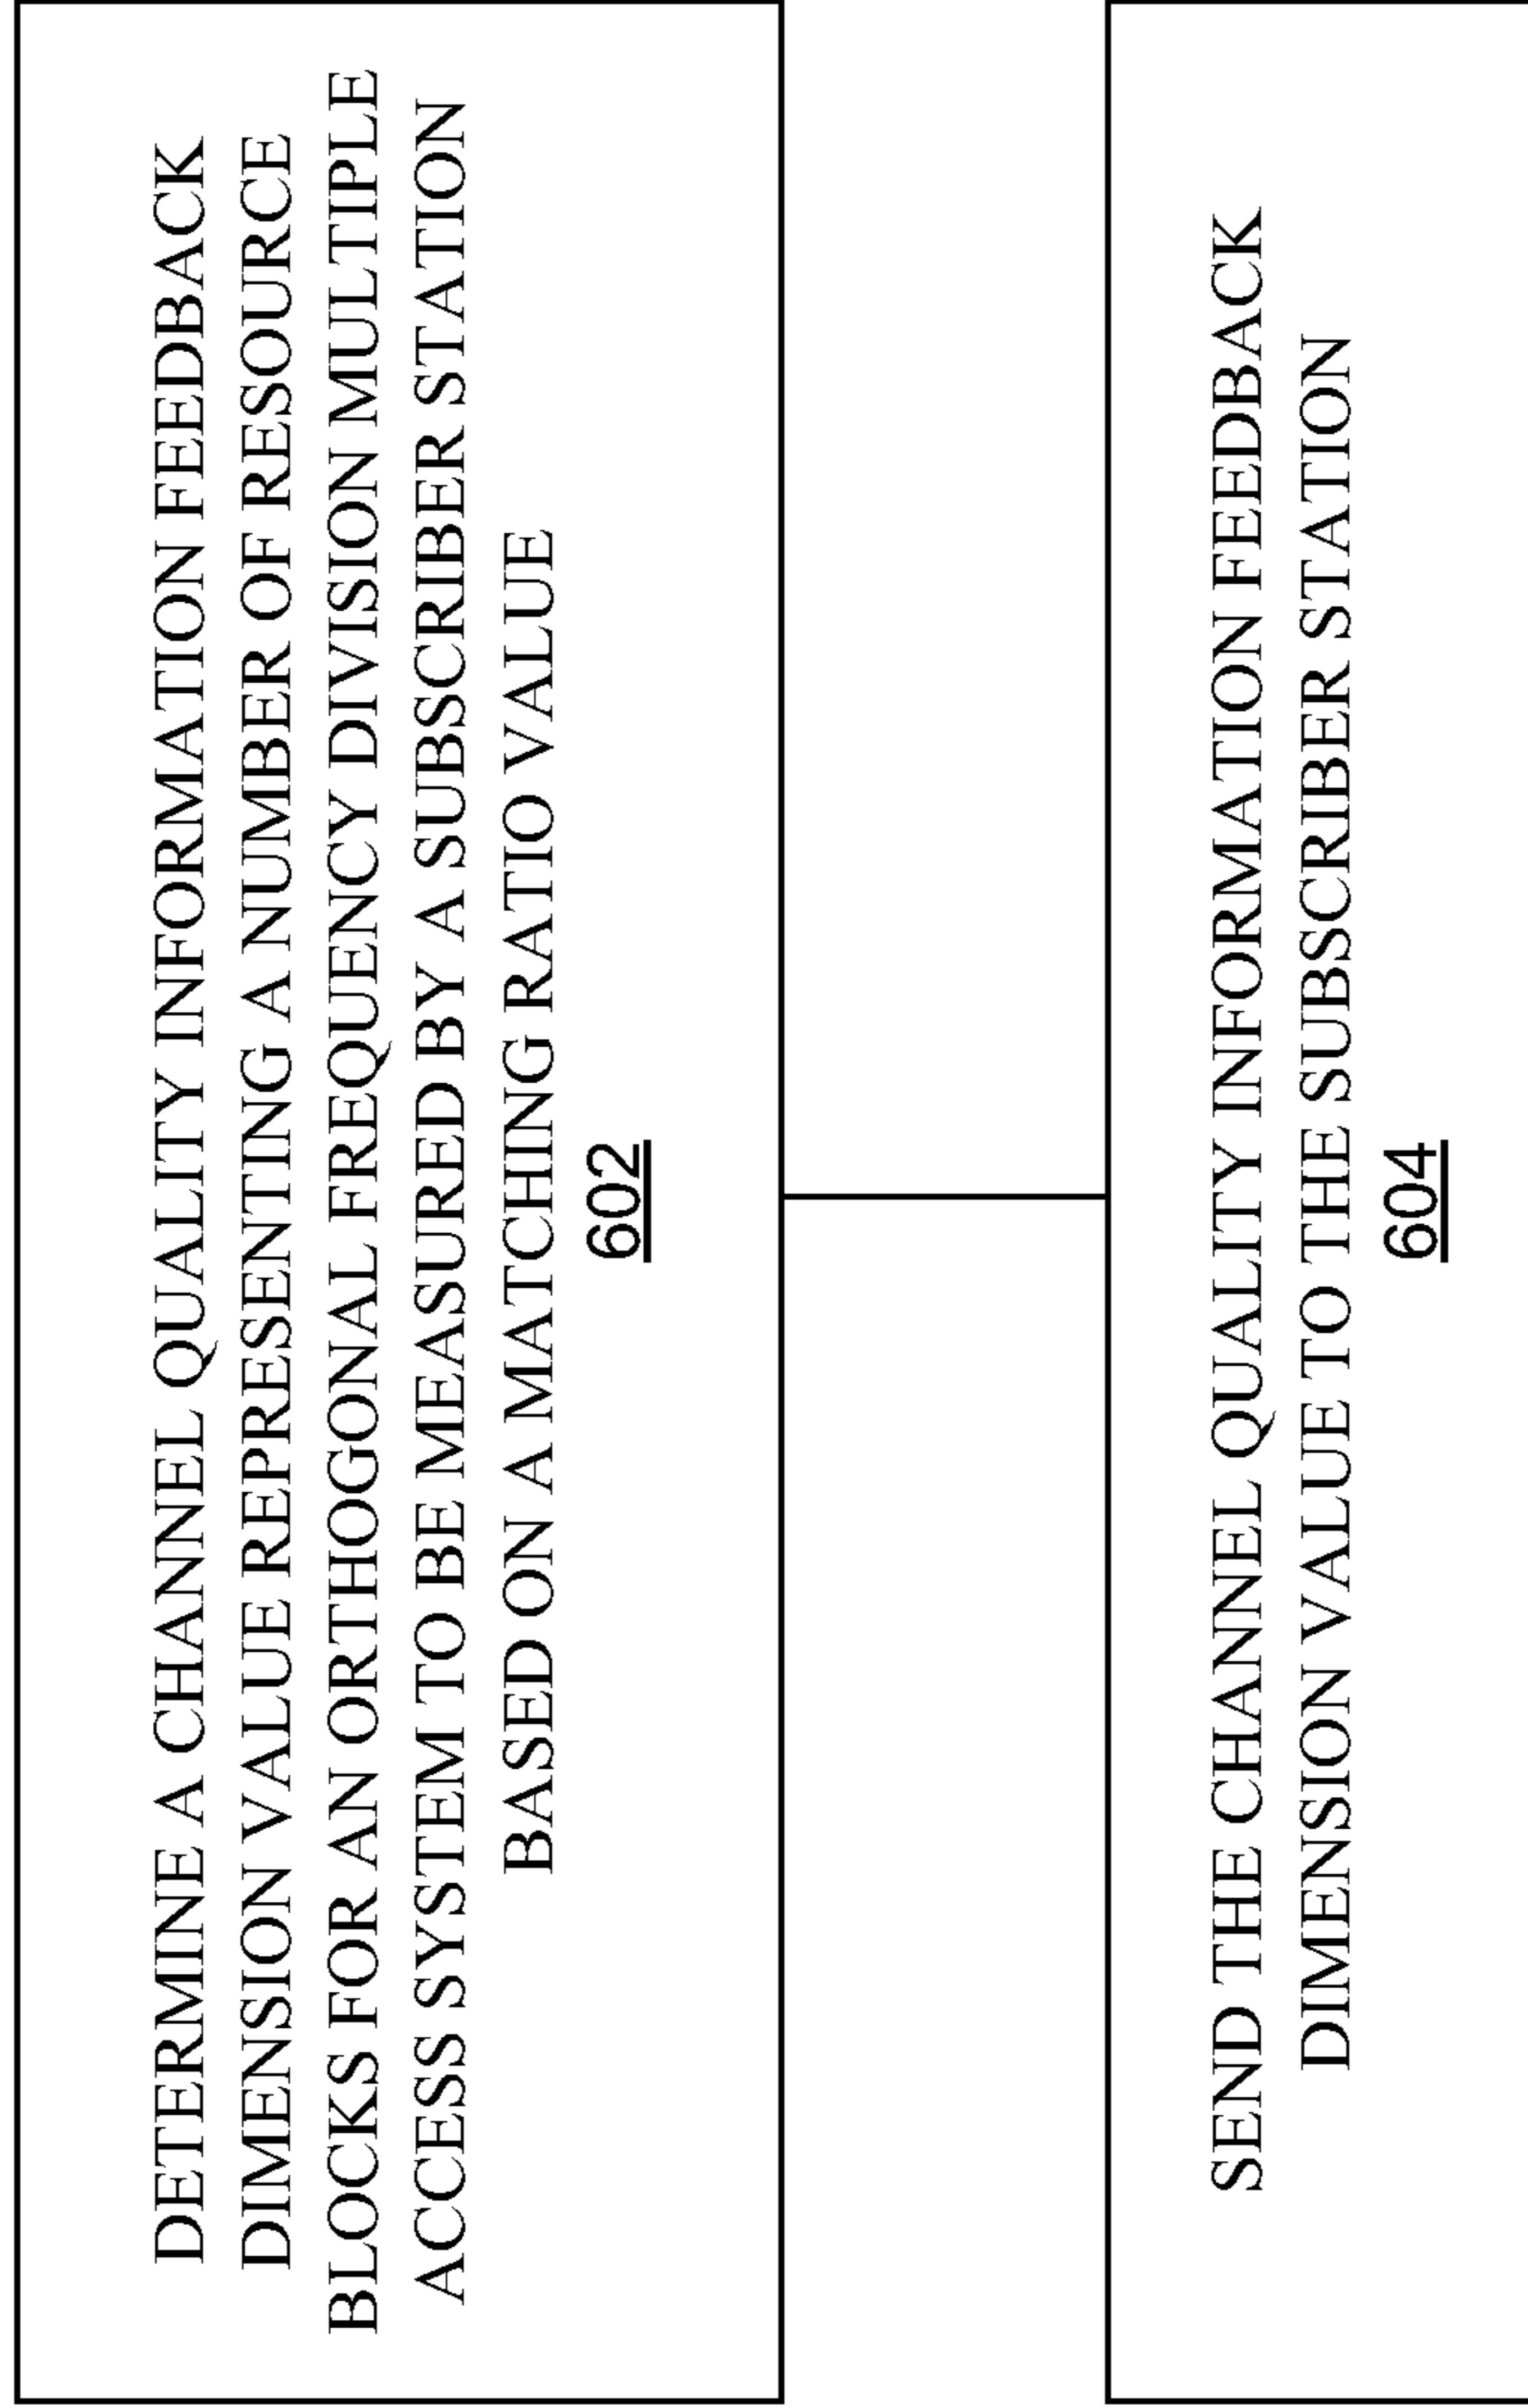 DETERMINE A CHANNEL QUALITY INFORMATION FEEDBACK
DIMENSION VALUE REPRESENTING A NUMBER OF RESOURCE
BLOCKS FOR AN ORTHOGONAL FREQUENCY DIVISION MULTIPLE
ACCESS SYSTEM TO BE MEASURED BY A SUBSCRIBER STATION
BASED ON A MATCHING RATIO VALUE
602
SEND THE CHANNEL QUALITY INFORMATION FEEDBACK
DIMENSION VALUE TO THE SUBSCRIBER STATION
604